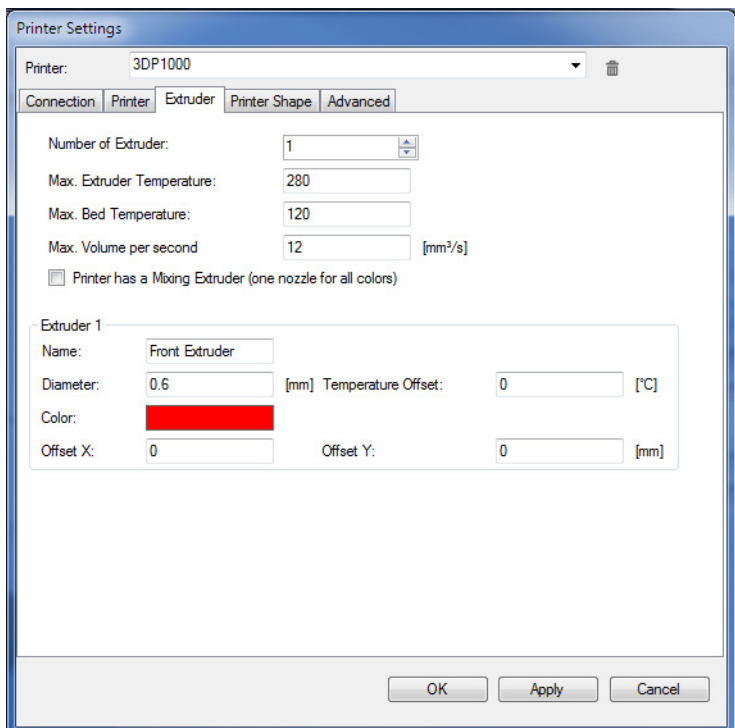 Printer Settings
Printer: 3DP1000
Connection Printer Extruder Printer Shape Advanced
Number of Extruder: 1
Max. Extruder Temperature: 280
Max. Bed Temperature: 120
Max. Volume per second 12 [mm³/s]
Printer has a Mixing Extruder (one nozzle for all colors)
Extruder 1
Name: Front Extruder
Diameter: 0.6 [mm] Temperature Offset: 0 [°C]
Color:
Offset X: 0 Offset Y: 0 [mm]
OK Apply Cancel